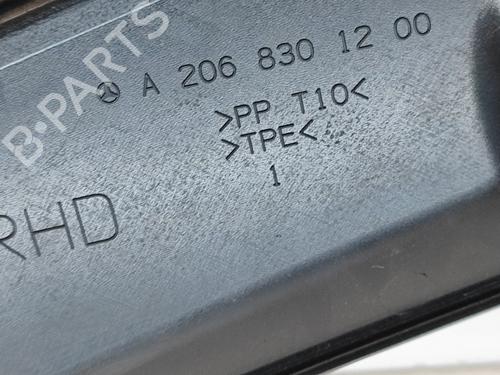 B-PARTS
A 206 830 12 00
>PP T10<
>TPE<
1
RHD